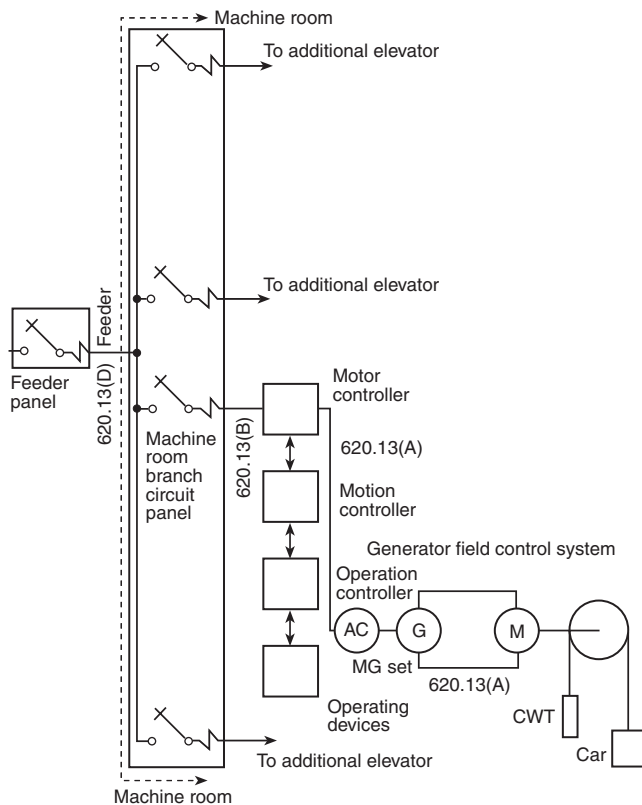 Machine room
To additional elevator
To additional elevator
Feeder
Feeder
panel
620.13(D)
Machine
room
branch
circuit
panel
620.13(B)
Motor
controller
620.13(A)
Motion
controller
Generator field control system
Operation
controller
AC
G
M
MG set
620.13(A)
Operating
devices
CWT
Car
To additional elevator
Machine room